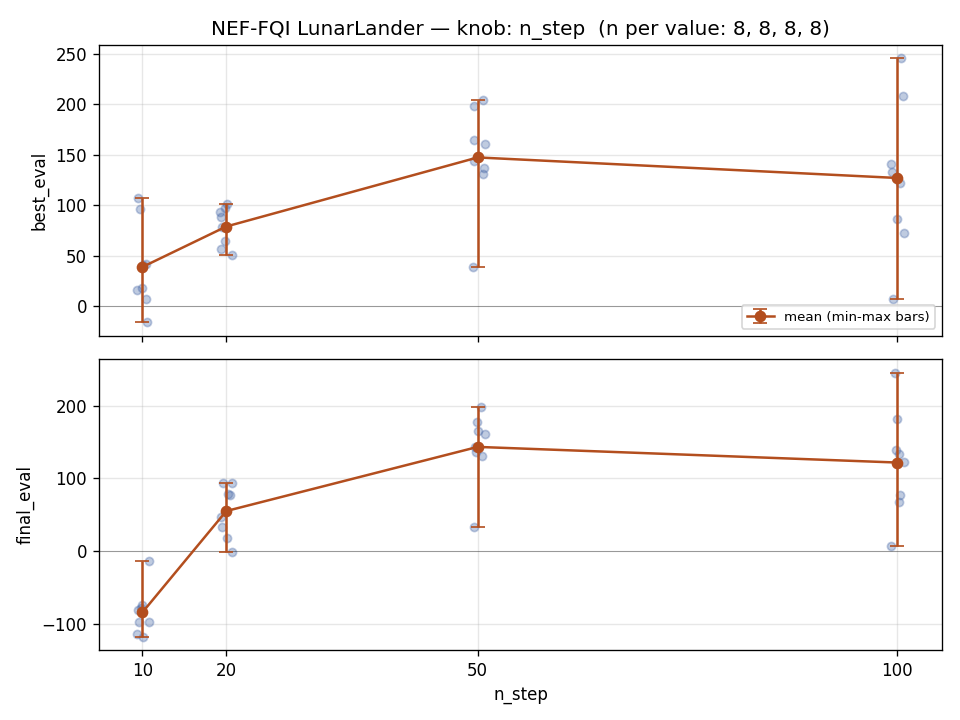 NEF-FQI LunarLander — knob: n_step  (n per value: 8, 8, 8, 8)
250
200
150
100
50
0
best_eval
mean (min-max bars)
200
100
0
−100
final_eval
10
20
50
100
n_step